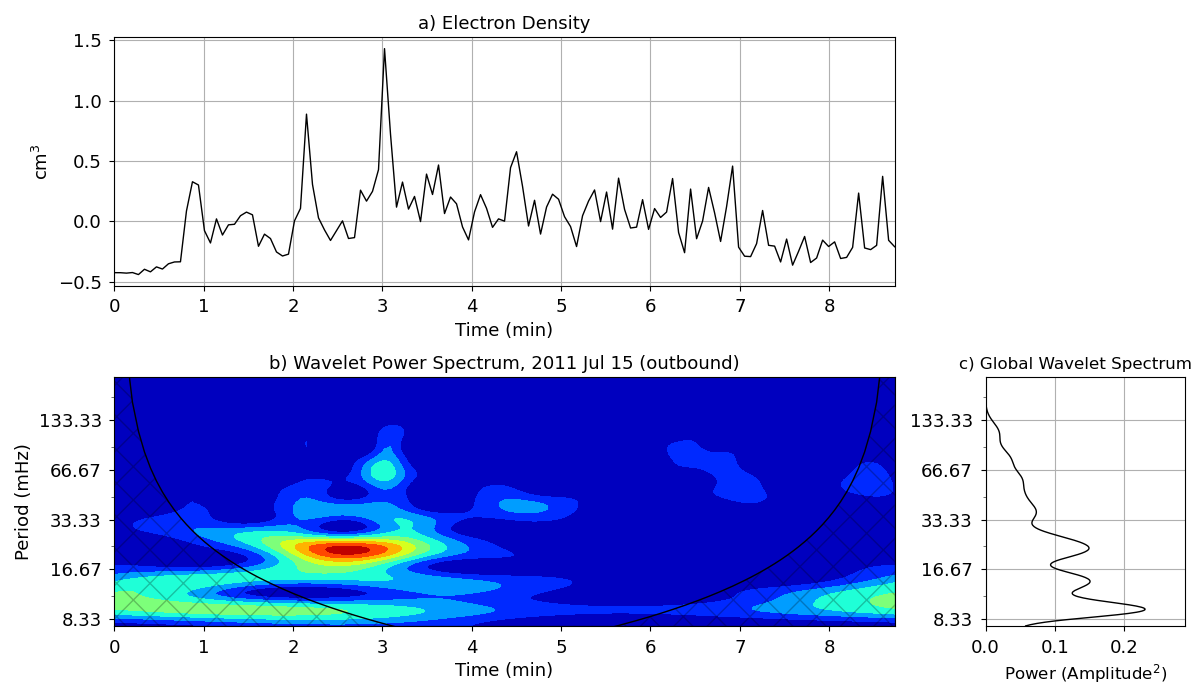 a) Electron Density
1.5
1.0
0.5
0.0
−0.5
cm³
0 1 2 3 4 5 6 7 8
Time (min)
b) Wavelet Power Spectrum, 2011 Jul 15 (outbound)
133.33
66.67
33.33
16.67
8.33
Period (mHz)
0 1 2 3 4 5 6 7 8
Time (min)
c) Global Wavelet Spectrum
133.33
66.67
33.33
16.67
8.33
0.0 0.1 0.2
Power (Amplitude²)